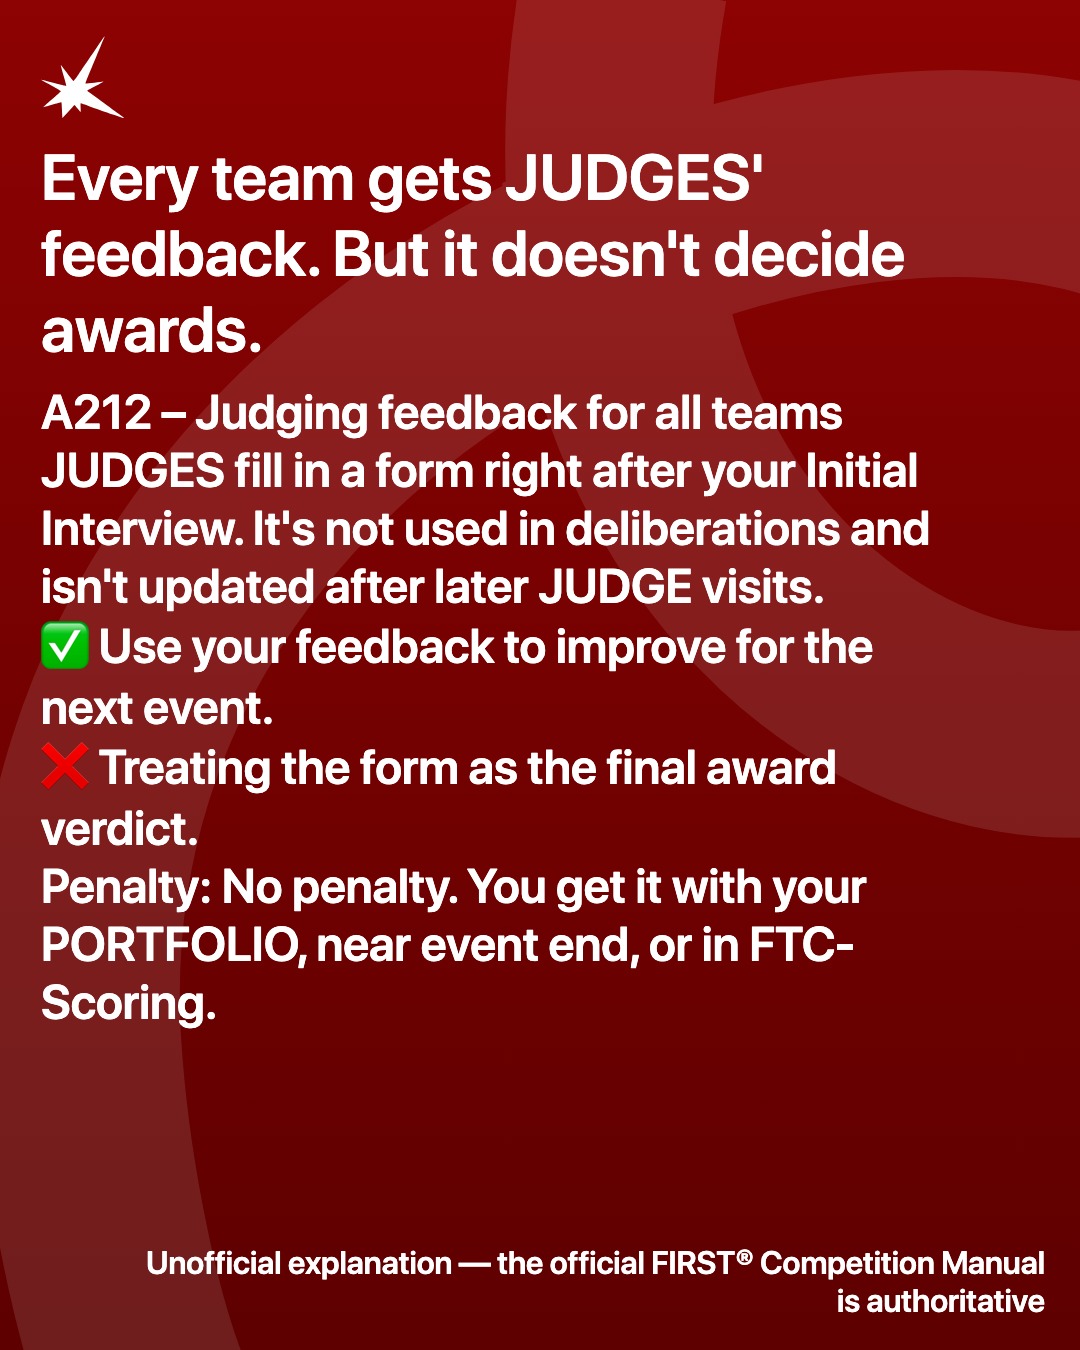 Every team gets JUDGES'
feedback. But it doesn't decide
awards.
A212 – Judging feedback for all teams
JUDGES fill in a form right after your Initial
Interview. It's not used in deliberations and
isn't updated after later JUDGE visits.
✅ Use your feedback to improve for the
next event.
❌ Treating the form as the final award
verdict.
Penalty: No penalty. You get it with your
PORTFOLIO, near event end, or in FTC-
Scoring.
Unofficial explanation — the official FIRST® Competition Manual
is authoritative